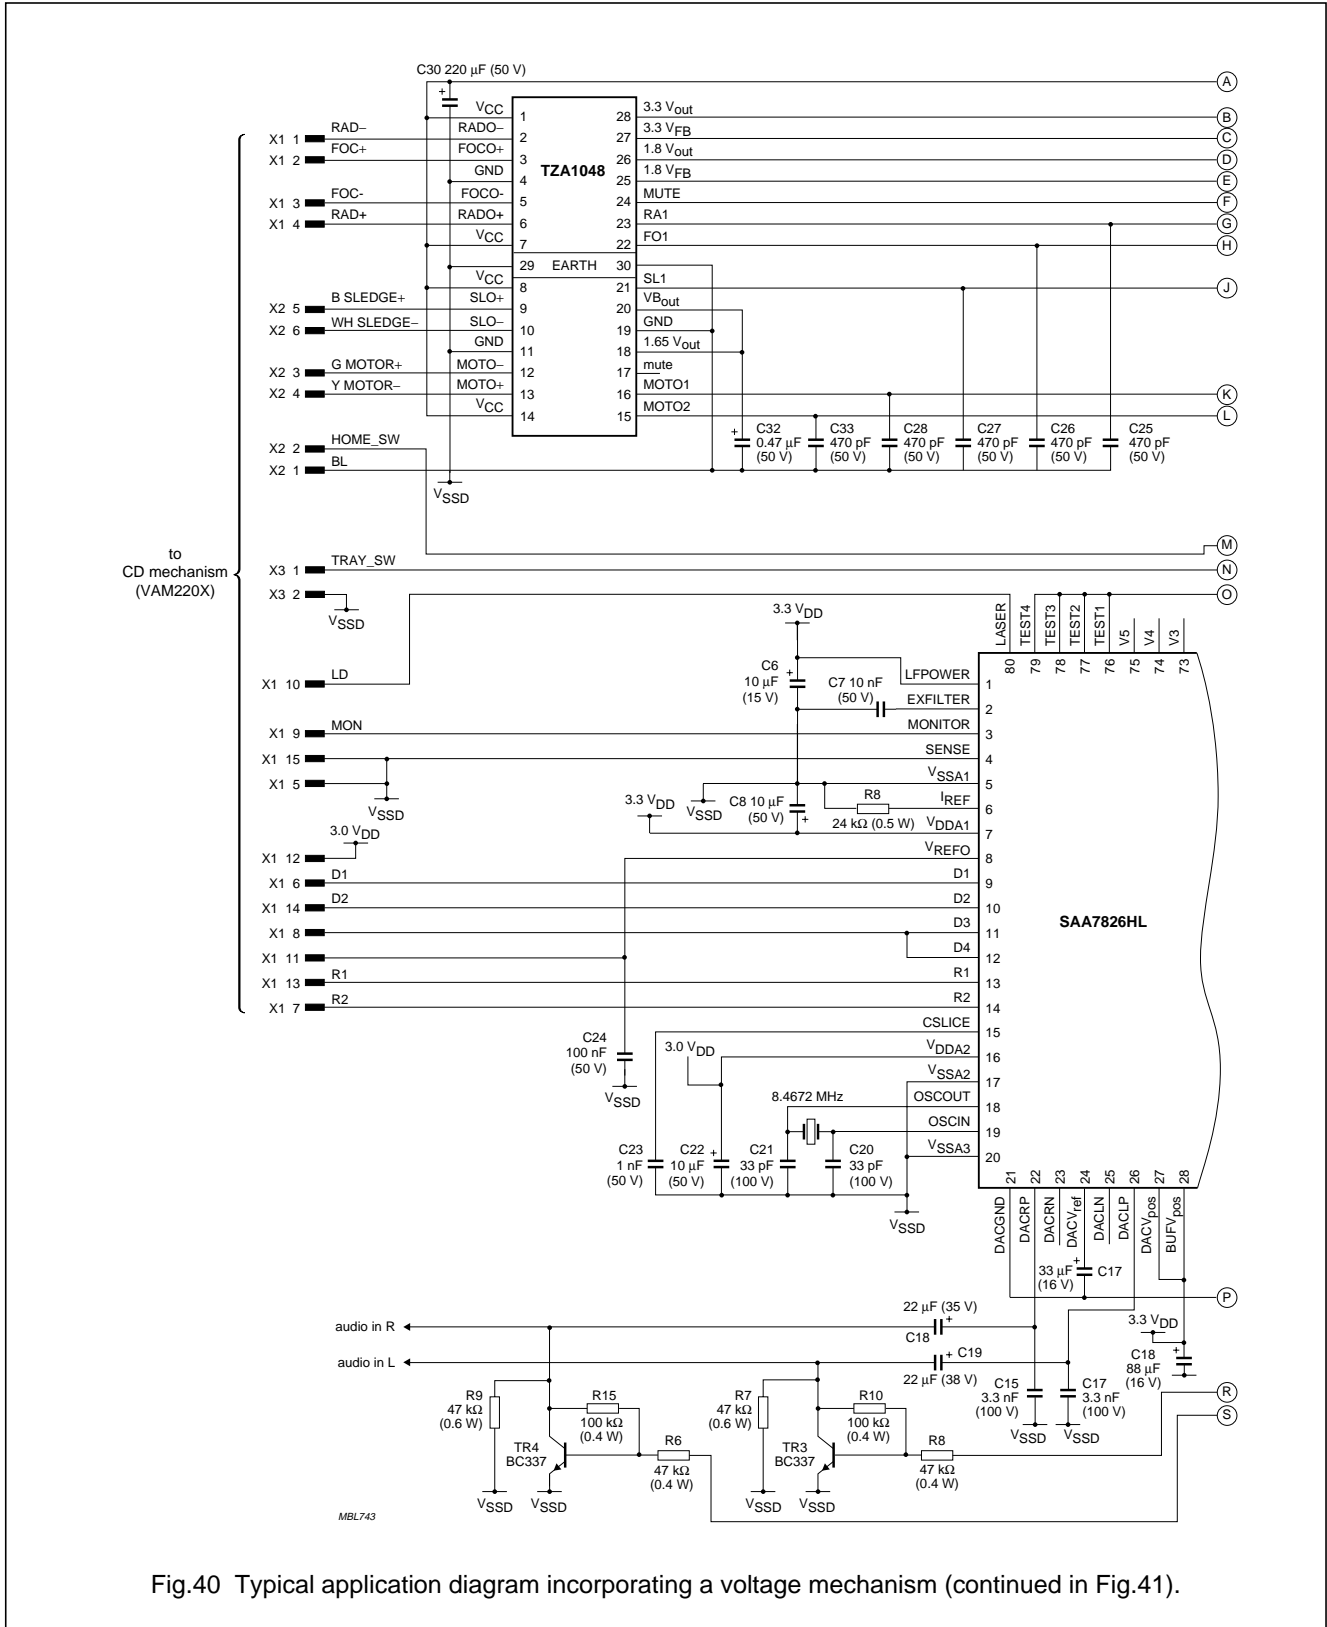 C30 220 µF (50 V)
A
VCC
1
28
3.3 Vout
B
X1 1
RAD−
RADO−
2
27
3.3 VFB
C
X1 2
FOC+
FOCO+
3
26
1.8 Vout
D
GND
4
TZA1048
25
1.8 VFB
E
X1 3
FOC-
FOCO-
5
24
MUTE
F
X1 4
RAD+
RADO+
6
23
RA1
G
VCC
7
22
FO1
H
29
EARTH
30
VCC
8
21
SL1
J
X2 5
B SLEDGE+
SLO+
9
20
VBout
X2 6
WH SLEDGE−
SLO−
10
19
GND
GND
11
18
1.65 Vout
X2 3
G MOTOR+
MOTO−
12
17
mute
X2 4
Y MOTOR−
MOTO+
13
16
MOTO1
K
VCC
14
15
MOTO2
L
X2 2
HOME_SW
X2 1
BL
VSSD
+
C32
0.47 µF
(50 V)
C33
470 pF
(50 V)
C28
470 pF
(50 V)
C27
470 pF
(50 V)
C26
470 pF
(50 V)
C25
470 pF
(50 V)
to
CD mechanism
(VAM220X)
M
X3 1
TRAY_SW
N
X3 2
VSSD
O
LASER
TEST4
TEST3
TEST2
TEST1
V5
V4
V3
80
79
78
77
76
75
74
73
3.3 VDD
X1 10
LD
C6
10 µF
(15 V)
+
C7 10 nF
(50 V)
LFPOWER
1
EXFILTER
2
X1 9
MON
MONITOR
3
X1 15
SENSE
4
X1 5
VSSD
VSSD
VSSA1
5
3.3 VDD
C8 10 µF
(50 V)
+
R8
24 kΩ (0.5 W)
IREF
6
VDDA1
7
3.0 VDD
X1 12
VREFO
8
X1 6
D1
D1
9
X1 14
D2
D2
10
SAA7826HL
X1 8
D3
11
X1 11
D4
12
X1 13
R1
R1
13
X1 7
R2
R2
14
CSLICE
15
C24
100 nF
(50 V)
VSSD
3.0 VDD
VDDA2
16
VSSA2
17
8.4672 MHz
OSCOUT
18
OSCIN
19
VSSA3
20
C23
1 nF
(50 V)
C22
10 µF
(50 V)
+
C21
33 pF
(100 V)
C20
33 pF
(100 V)
VSSD
21
22
23
24
25
26
27
28
DACGND
DACRP
DACRN
DACVref
DACLN
DACLP
DACVpos
BUFVpos
33 µF
(16 V)
+
C17
P
22 µF (35 V)
+
C18
audio in R
3.3 VDD
C18
88 µF
(16 V)
+
audio in L
+ C19
22 µF (38 V)
C15
3.3 nF
(100 V)
VSSD
C17
3.3 nF
(100 V)
VSSD
R
S
R9
47 kΩ
(0.6 W)
R15
100 kΩ
(0.4 W)
TR4
BC337
R6
47 kΩ
(0.4 W)
VSSD
VSSD
R7
47 kΩ
(0.6 W)
R10
100 kΩ
(0.4 W)
TR3
BC337
R8
47 kΩ
(0.4 W)
VSSD
VSSD
MBL743
Fig.40 Typical application diagram incorporating a voltage mechanism (continued in Fig.41).